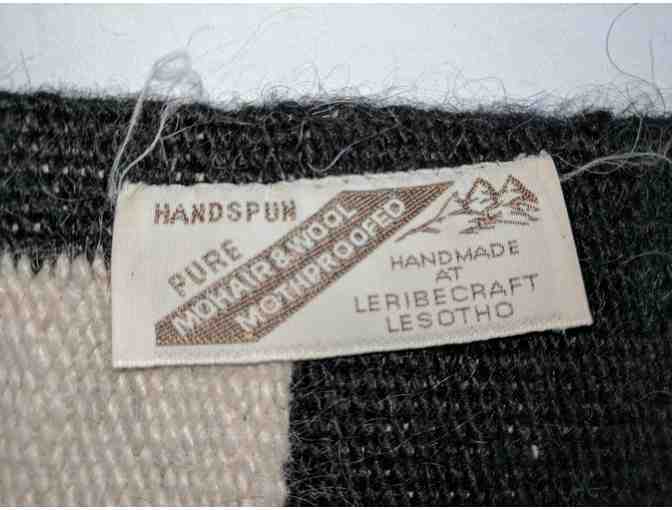 HANDSPUN
PURE
MOHAIR & WOOL
MOTHPROOFED
HANDMADE
AT
LERIBECRAFT
LESOTHO